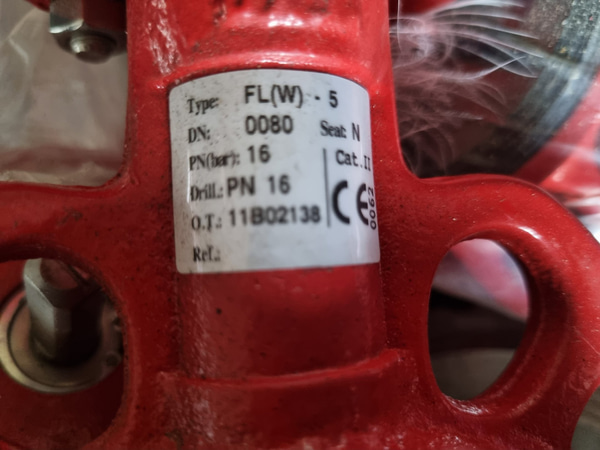 Type: FL(W) - 5
DN: 0080 Seat: N
PN(bar): 16 Cat.II
Drill.: PN 16
O.T.: 11B02138 CE 0062
Ref.: